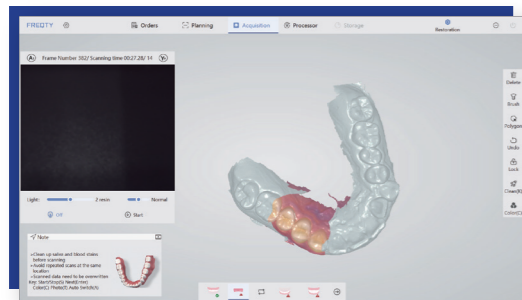 FREQTY
Orders
Planning
Acquisition
Processor
Storage
Restoration
Frame Number 302/ Scanning time 00:27.28/ 14
Light:
2 resin
Normal
Off
Start
Note
Clean up saliva and blood stains
before scanning
Avoid repeated scans at the same
location
Scanned data need to be overwritten
Key: Start/Stop(S) Next(Enter)
Color(C) Photo(F) Auto Switch(A)
Delete
Brush
Polygon
Undo
Lock
Clean(K)
Color(C)